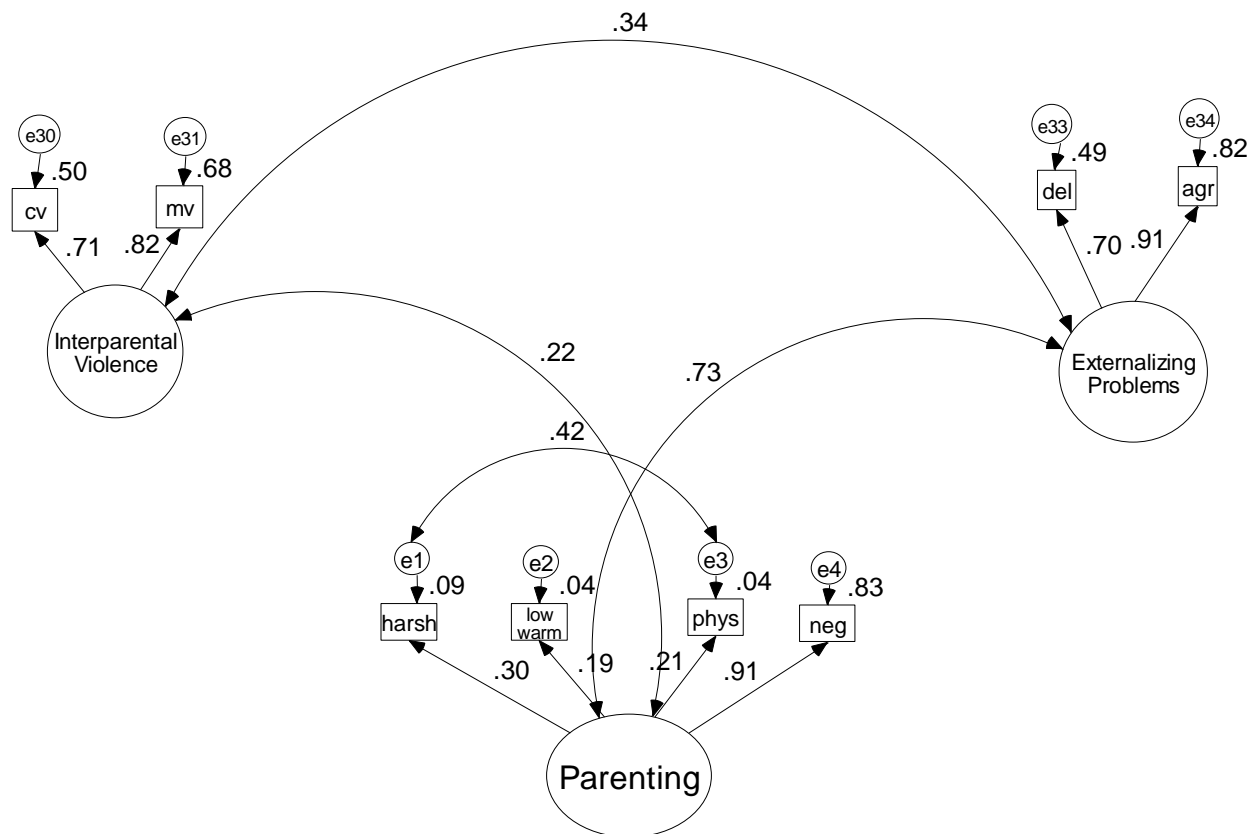 .34
e30
e31
e33
e34
.50
.68
.49
.82
cv
mv
del
agr
.71
.82
.70
.91
Interparental
Violence
.22
.73
Externalizing
Problems
.42
e1
e2
e3
e4
.09
.04
.04
.83
harsh
low
warm
phys
neg
.30
.19
.21
.91
Parenting